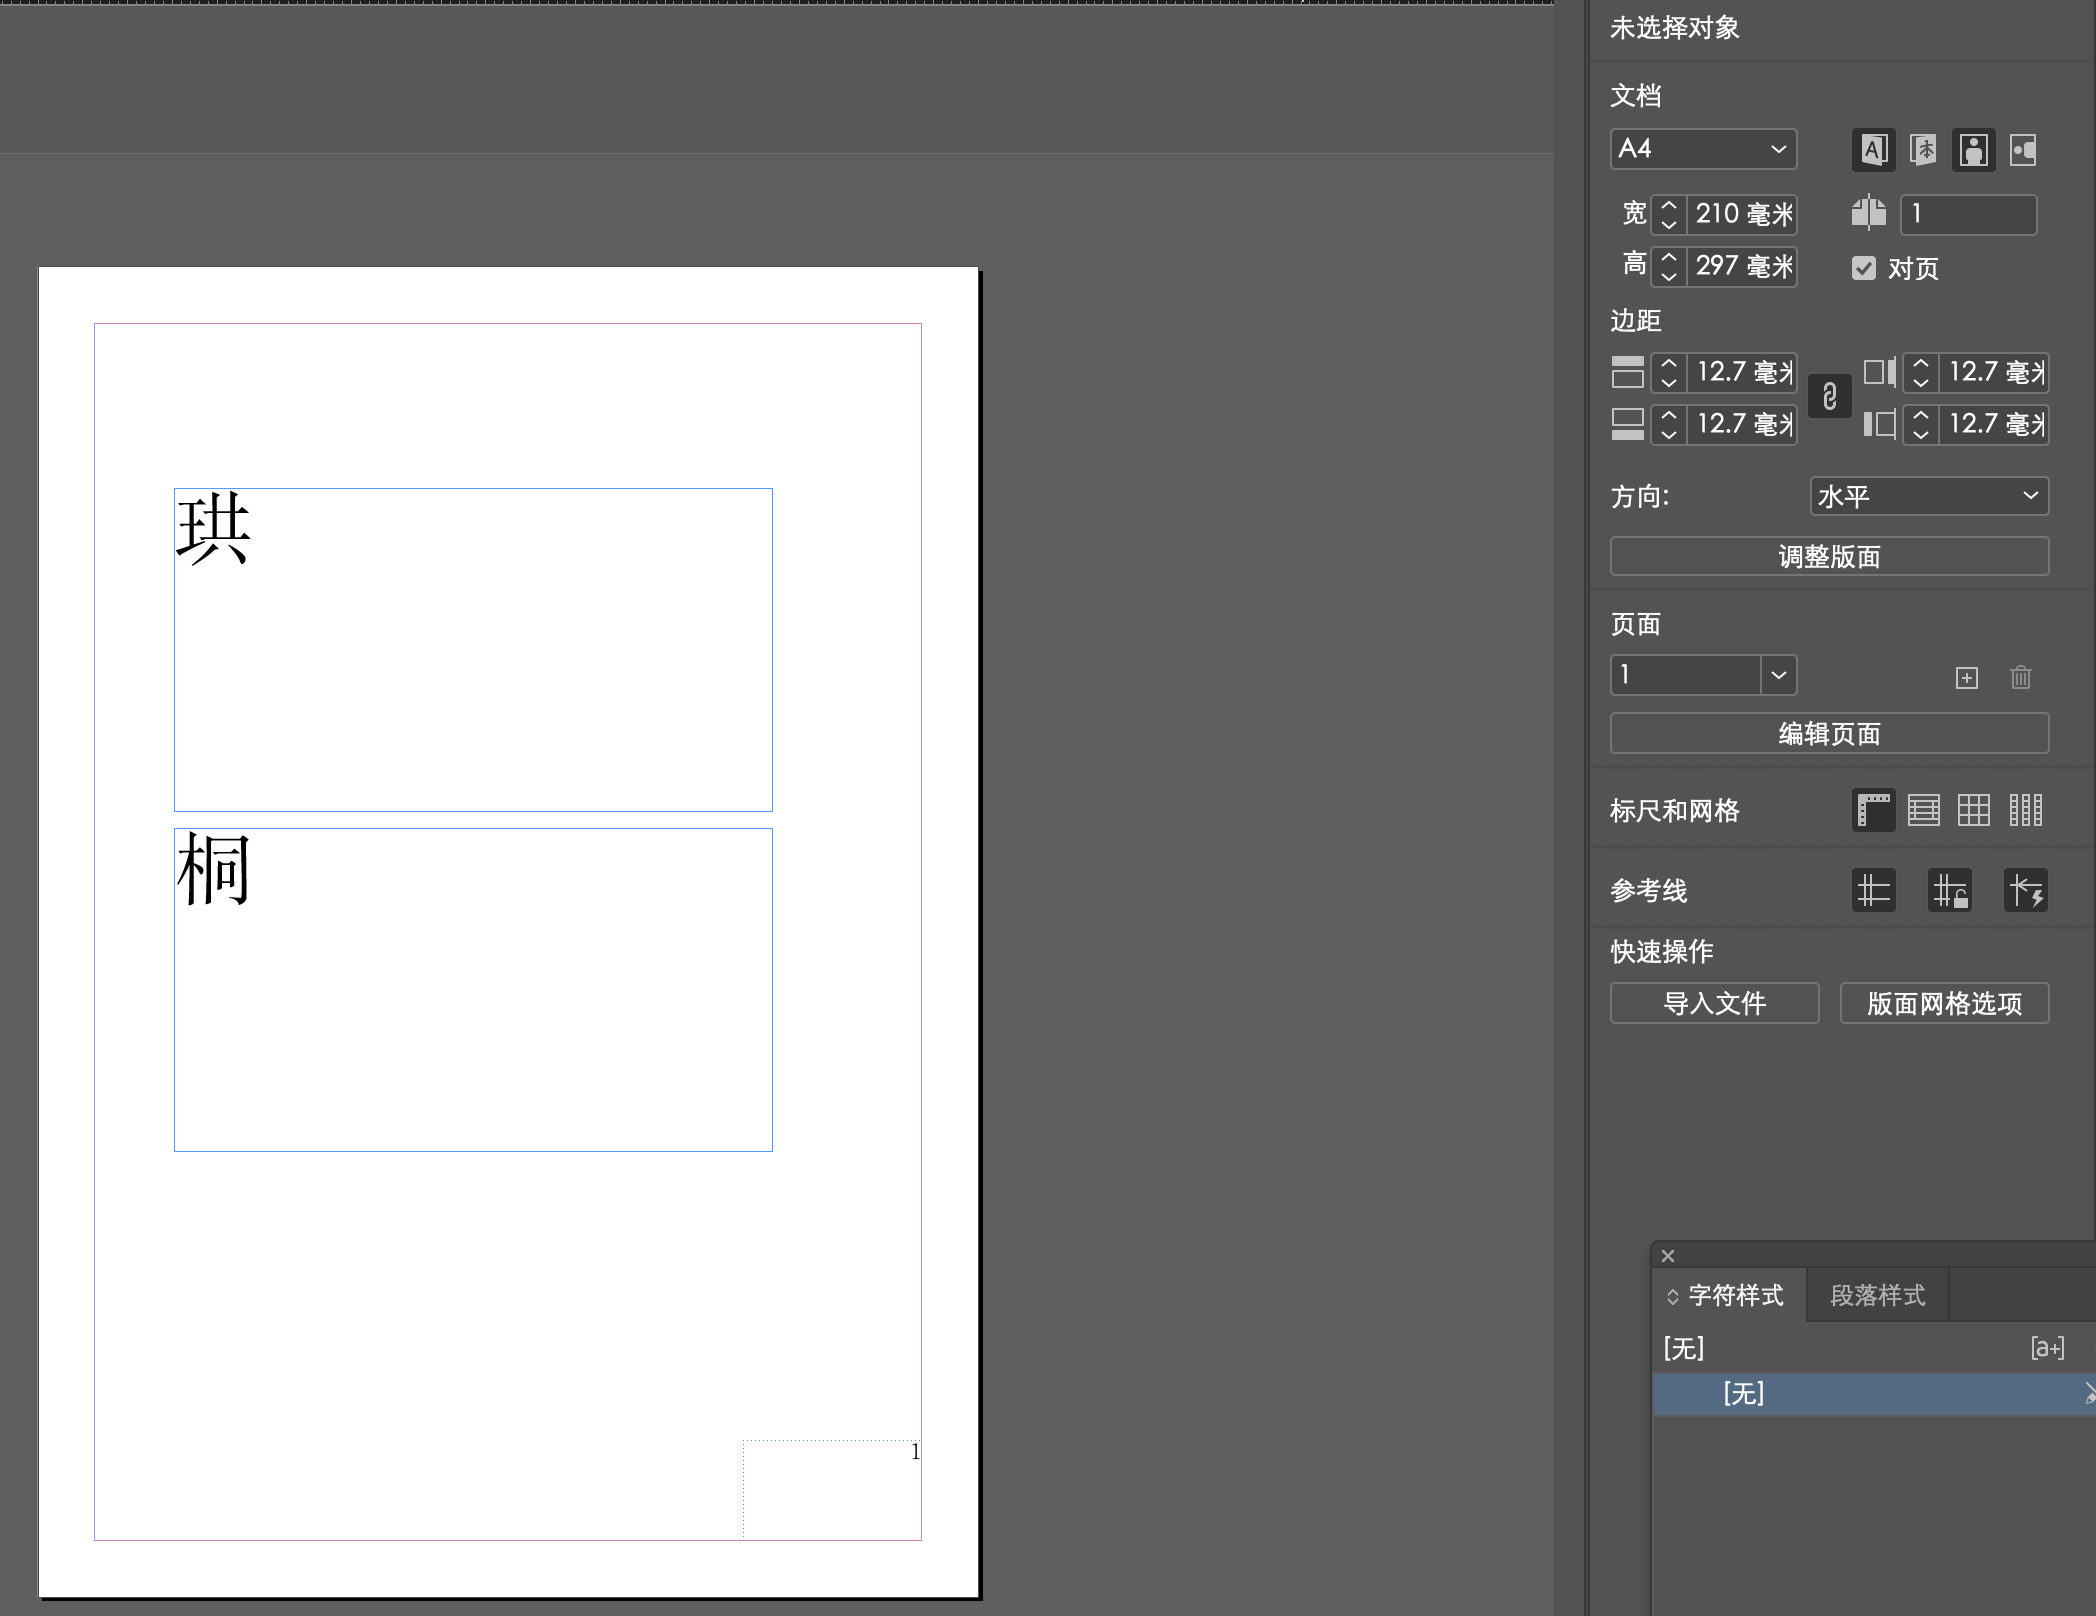 珙
桐
1
未选择对象
文档
A4
宽 210 毫米
1
高 297 毫米
对页
边距
12.7 毫米
12.7 毫米
12.7 毫米
12.7 毫米
方向:
水平
调整版面
页面
1
编辑页面
标尺和网格
参考线
快速操作
导入文件
版面网格选项
字符样式
段落样式
[无]
[a+]
[无]